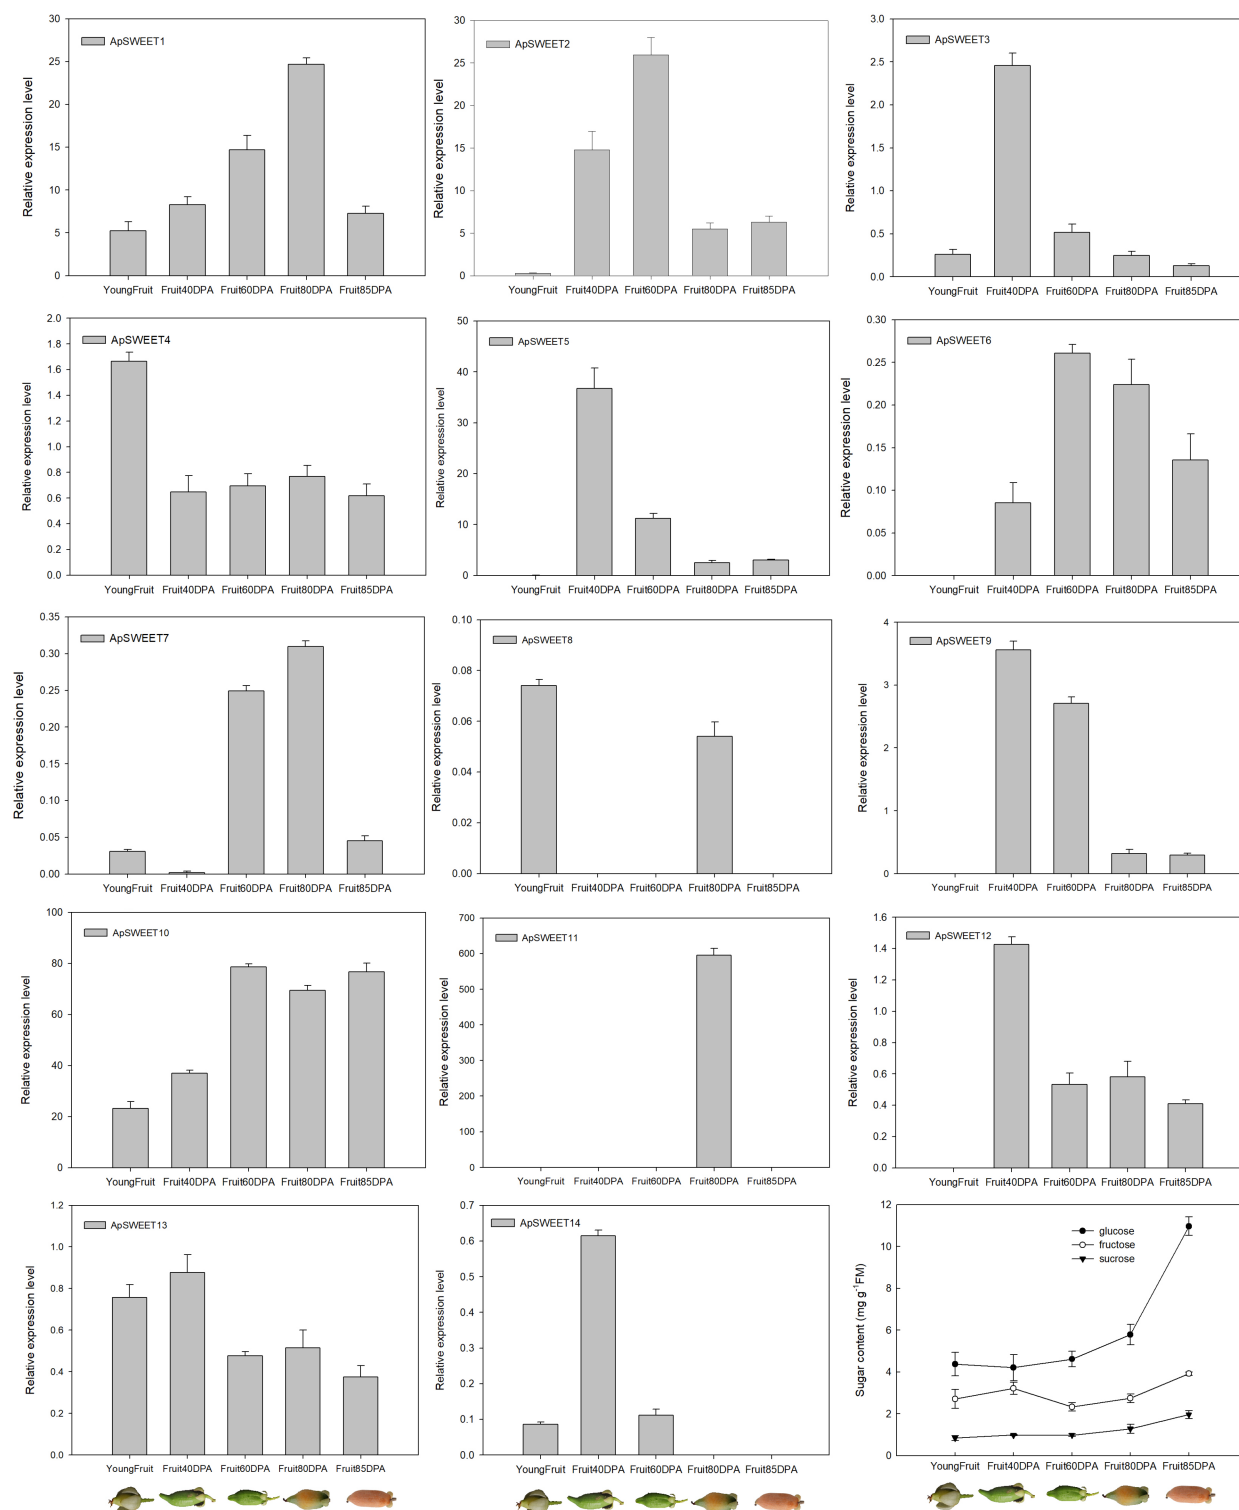 ApSWEET1
Relative expression level
30
25
20
15
10
5
0
YoungFruit Fruit40DPA Fruit60DPA Fruit80DPA Fruit85DPA
ApSWEET2
Relative expression level
30
25
20
15
10
5
0
YoungFruit Fruit40DPA Fruit60DPA Fruit80DPA Fruit85DPA
ApSWEET3
Relative expression level
3.0
2.5
2.0
1.5
1.0
0.5
0.0
YoungFruit Fruit40DPA Fruit60DPA Fruit80DPA Fruit85DPA
ApSWEET4
Relative expression level
2.0
1.8
1.6
1.4
1.2
1.0
0.8
0.6
0.4
0.2
0.0
YoungFruit Fruit40DPA Fruit60DPA Fruit80DPA Fruit85DPA
ApSWEET5
Relative expression level
50
40
30
20
10
0
YoungFruit Fruit40DPA Fruit60DPA Fruit80DPA Fruit85DPA
ApSWEET6
Relative expression level
0.30
0.25
0.20
0.15
0.10
0.05
0.00
YoungFruit Fruit40DPA Fruit60DPA Fruit80DPA Fruit85DPA
ApSWEET7
Relative expression level
0.35
0.30
0.25
0.20
0.15
0.10
0.05
0.00
YoungFruit Fruit40DPA Fruit60DPA Fruit80DPA Fruit85DPA
ApSWEET8
Relative expression level
0.10
0.08
0.06
0.04
0.02
0.00
YoungFruit Fruit40DPA Fruit60DPA Fruit80DPA Fruit85DPA
ApSWEET9
Relative expression level
4
3
2
1
0
YoungFruit Fruit40DPA Fruit60DPA Fruit80DPA Fruit85DPA
ApSWEET10
Relative expression level
100
80
60
40
20
0
YoungFruit Fruit40DPA Fruit60DPA Fruit80DPA Fruit85DPA
ApSWEET11
Relative expression level
700
600
500
400
300
200
100
0
YoungFruit Fruit40DPA Fruit60DPA Fruit80DPA Fruit85DPA
ApSWEET12
Relative expression level
1.6
1.4
1.2
1.0
0.8
0.6
0.4
0.2
0.0
YoungFruit Fruit40DPA Fruit60DPA Fruit80DPA Fruit85DPA
ApSWEET13
Relative expression level
1.2
1.0
0.8
0.6
0.4
0.2
0.0
YoungFruit Fruit40DPA Fruit60DPA Fruit80DPA Fruit85DPA
ApSWEET14
Relative expression level
0.7
0.6
0.5
0.4
0.3
0.2
0.1
0.0
YoungFruit Fruit40DPA Fruit60DPA Fruit80DPA Fruit85DPA
glucose
fructose
sucrose
Sugar content (mg g⁻¹FM)
12
10
8
6
4
2
0
YoungFruit Fruit40DPA Fruit60DPA Fruit80DPA Fruit85DPA